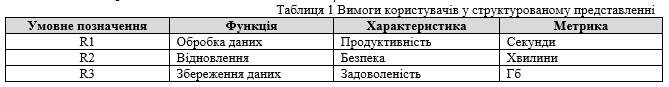 Таблиця 1 Вимоги користувачів у структурованому представленні
Умовне позначення Функція Характеристика Метрика
R1 Обробка даних Продуктивність Секунди
R2 Відновлення Безпека Хвилини
R3 Збереження даних Задоволеність Гб